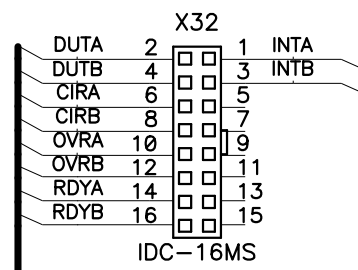 X32
DUTA 2 1 INTA
DUTB 4 3 INTB
CIRA 6 5
CIRB 8 7
OVRA 10 9
OVRB 12 11
RDYA 14 13
RDYB 16 15
IDC-16MS